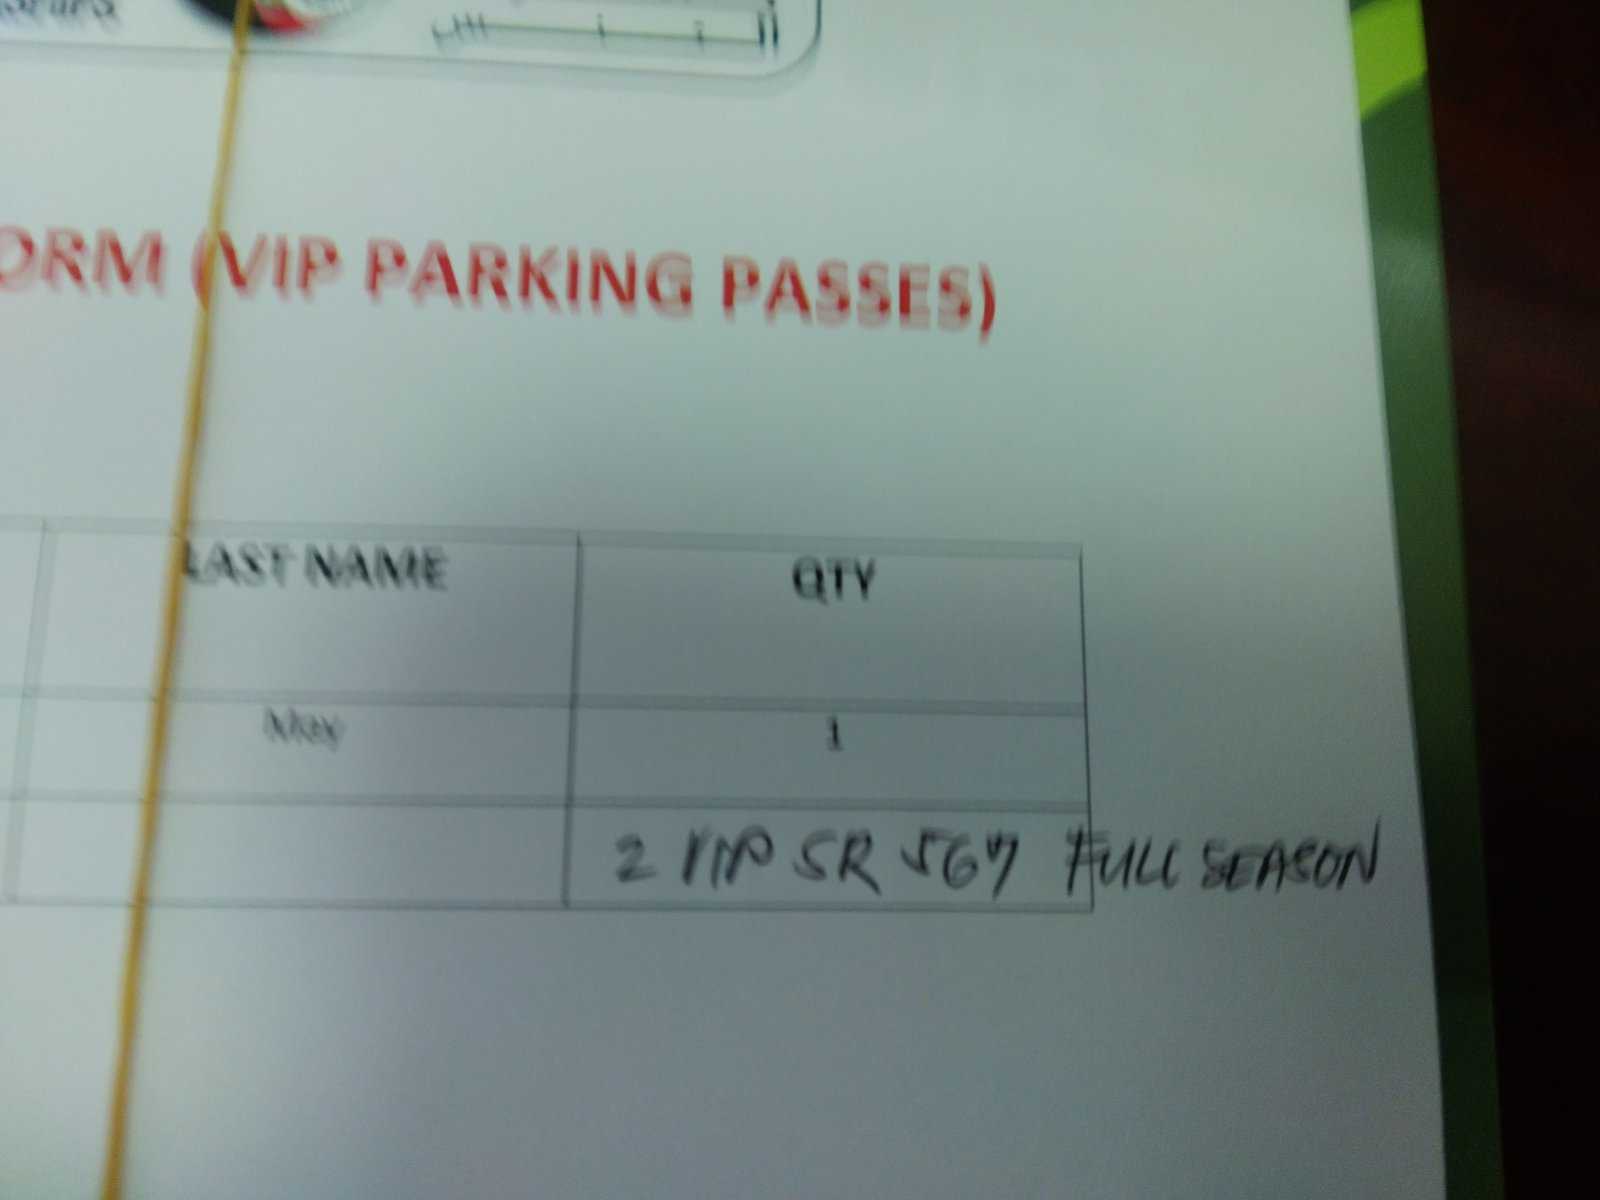 ORM (VIP PARKING PASSES)
LAST NAME QTY
1
2 VIP SR 567 FULL SEASON